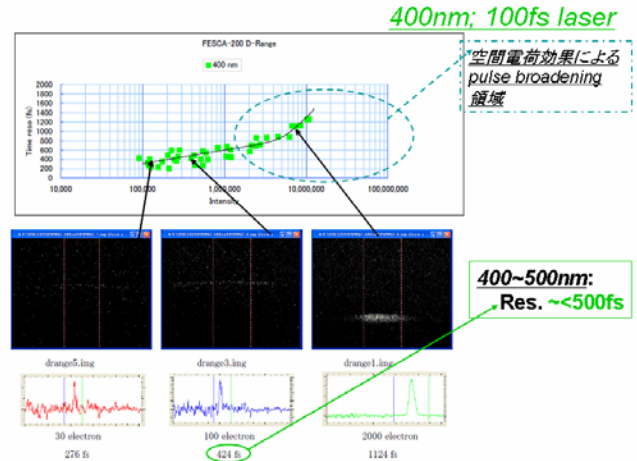 400nm; 100fs laser
FESCA-200 D-Range
400 nm
空間電荷効果による
pulse broadening
領域
Time reso (fs)
2000
1800
1600
1400
1200
1000
800
600
400
200
0
10,000
100,000
1,000,000
10,000,000
100,000,000
Intensity
400~500nm:
Res. ~<500fs
drange5.img
drange3.img
drange1.img
30 electron
100 electron
2000 electron
276 fs
424 fs
1124 fs